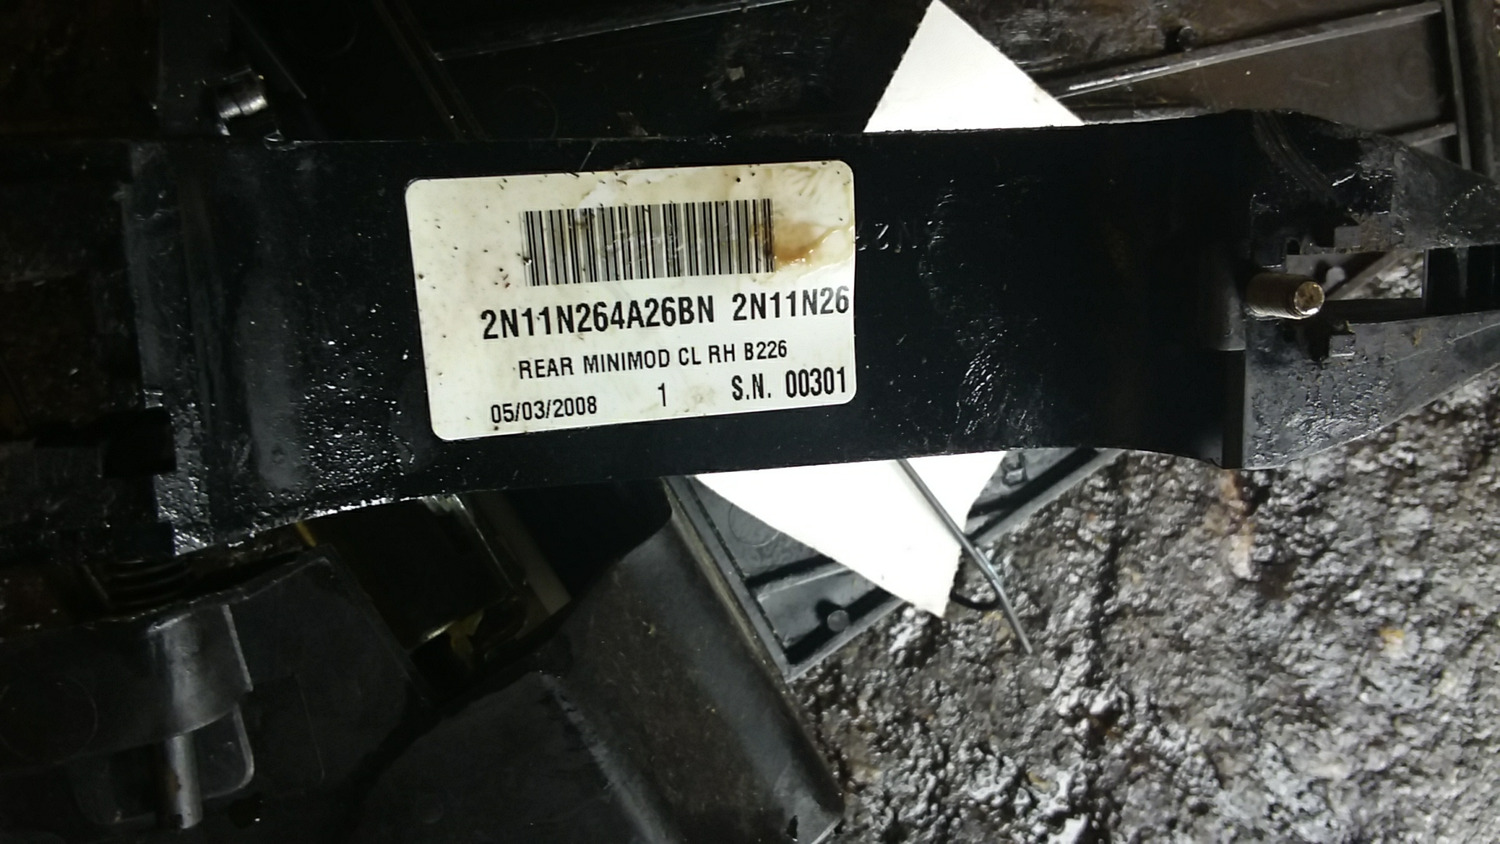 2N11N264A26BN 2N11N26
REAR MINIMOD CL RH B226
05/03/2008 1 S.N. 00301